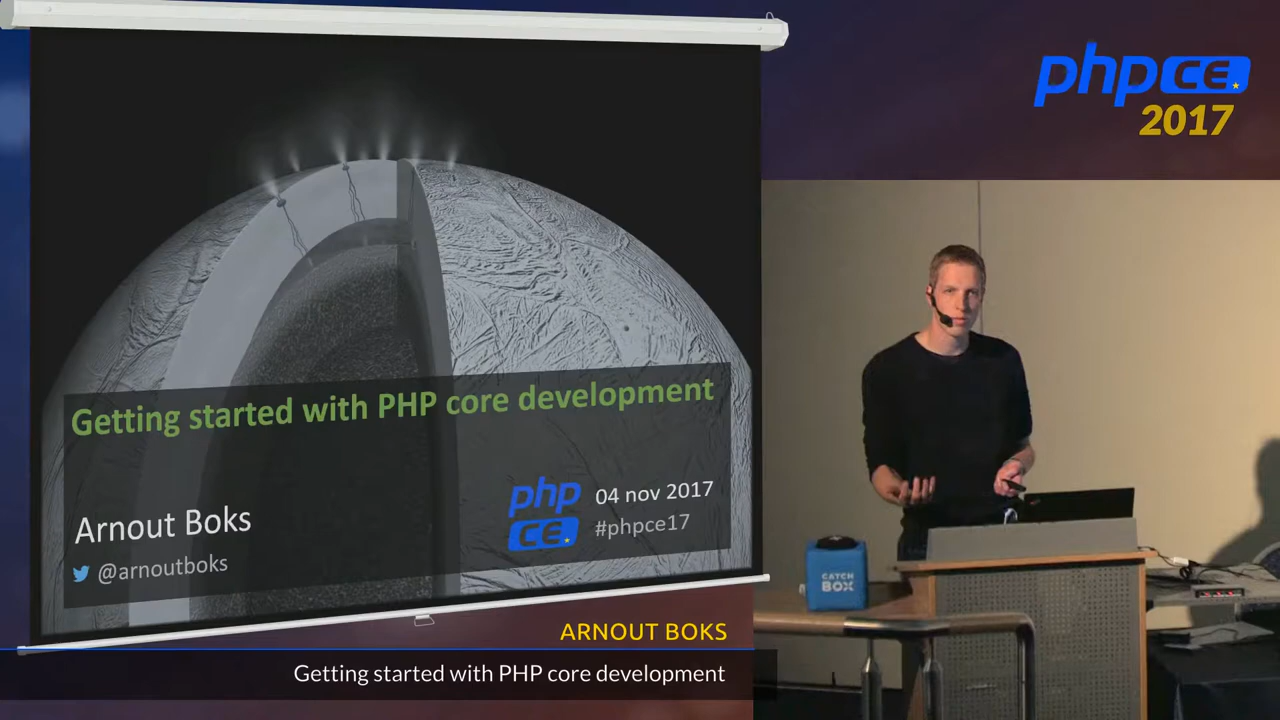 Getting started with PHP core development
Arnout Boks
@arnoutboks
php
CE
04 nov 2017
#phpce17
phpCE
2017
CATCH
BOX
ARNOUT BOKS
Getting started with PHP core development